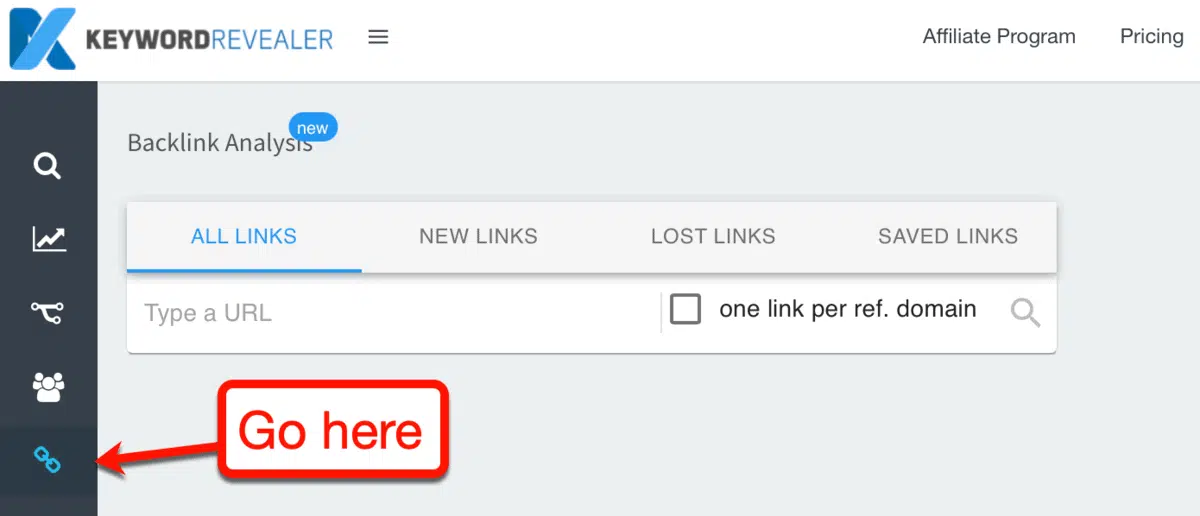 KEYWORDREVEALER
Affiliate Program
Pricing
Backlink Analysis
new
ALL LINKS
NEW LINKS
LOST LINKS
SAVED LINKS
Type a URL
one link per ref. domain
Go here